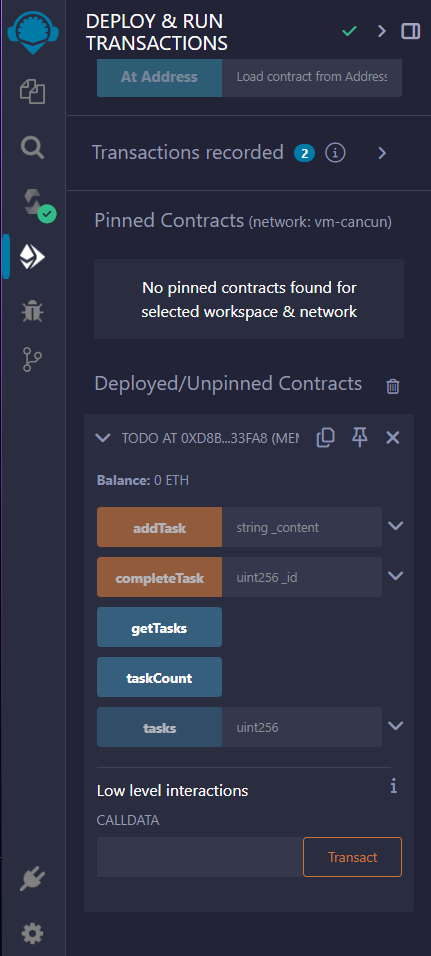 DEPLOY & RUN
TRANSACTIONS
At Address Load contract from Address
Transactions recorded 2 i
Pinned Contracts (network: vm-cancun)
No pinned contracts found for
selected workspace & network
Deployed/Unpinned Contracts
TODO AT 0XD8B...33FA8 (MEM
Balance: 0 ETH
addTask string _content
completeTask uint256 _id
getTasks
taskCount
tasks uint256
Low level interactions i
CALLDATA
Transact